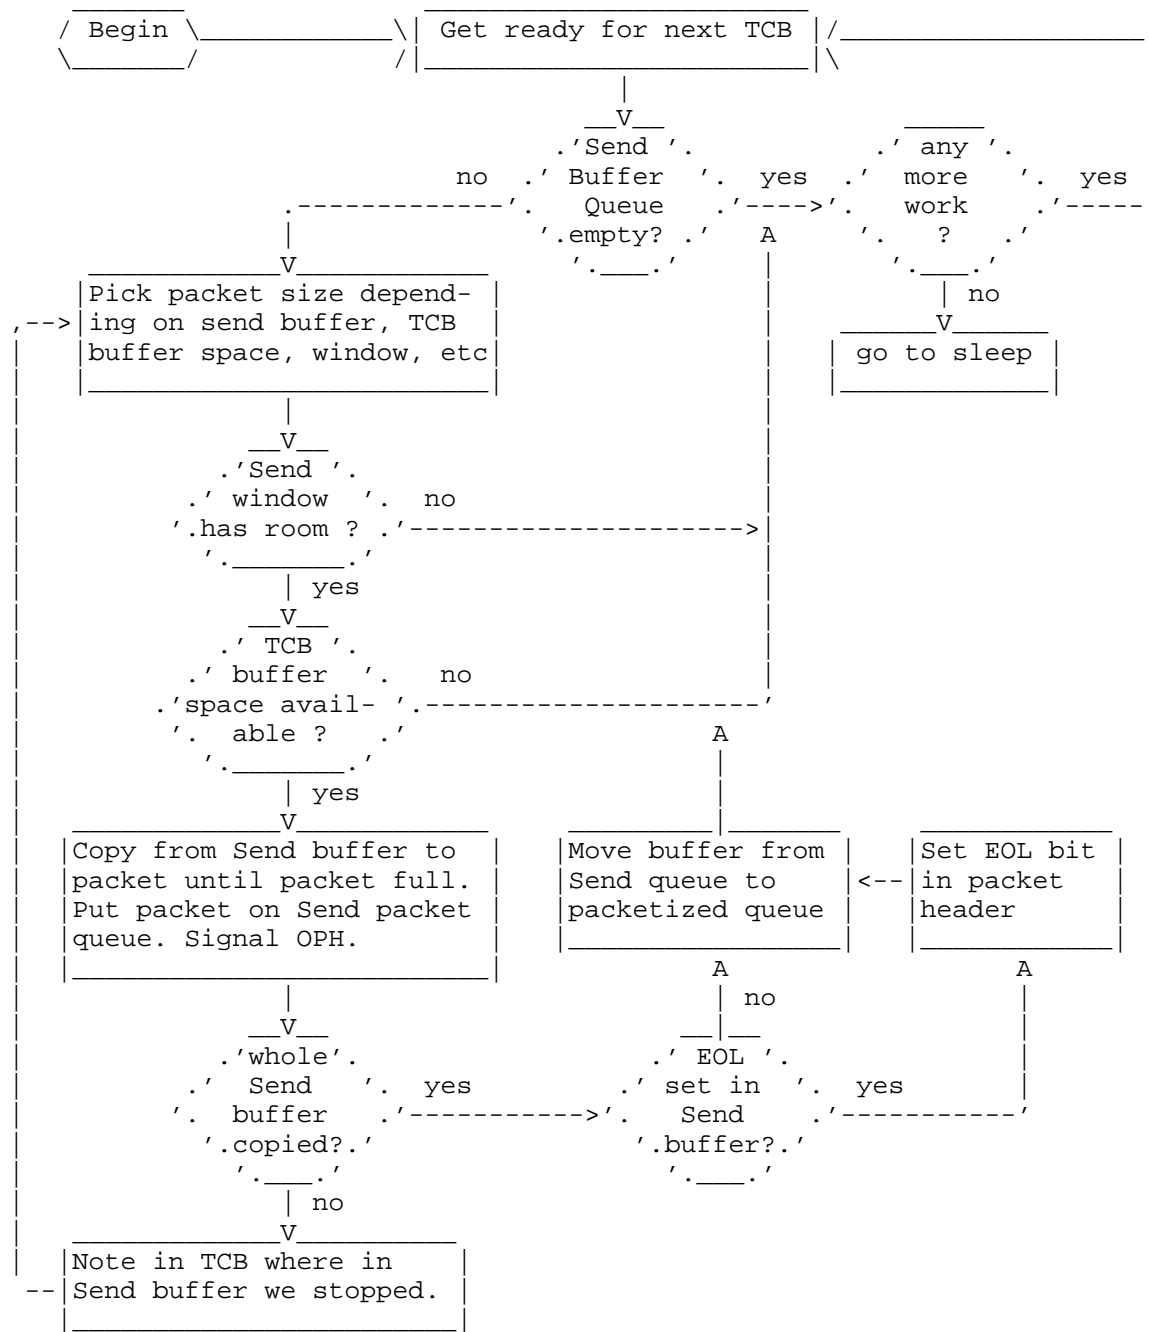 Begin
Get ready for next TCB
Send
Buffer
Queue
empty?
no
yes
any
more
work
?
yes
no
go to sleep
Pick packet size depend-
ing on send buffer, TCB
buffer space, window, etc
Send
window
has room ?
no
yes
TCB
buffer
space avail-
able ?
no
yes
Copy from Send buffer to
packet until packet full.
Put packet on Send packet
queue. Signal OPH.
Move buffer from
Send queue to
packetized queue
Set EOL bit
in packet
header
whole
Send
buffer
copied?
yes
no
EOL
set in
Send
buffer?
no
yes
Note in TCB where in
Send buffer we stopped.